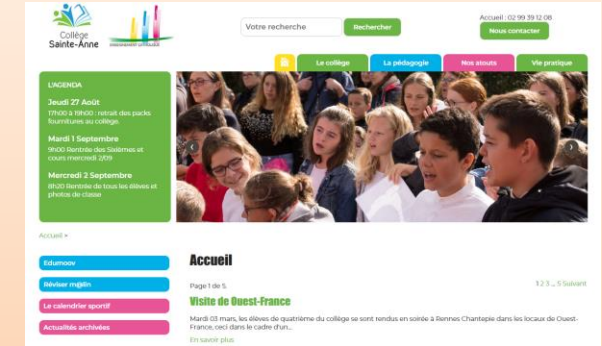 Collège
Sainte-Anne
Votre recherche
Rechercher
Accueil : 02 99 39 12 08
Nous contacter
Le collège
La pédagogie
Nos atouts
Vie pratique
L'AGENDA
Jeudi 27 Août
17h00 à 19h00 : retrait des packs
fournitures au collège.
Mardi 1 Septembre
9h00 Rentrée des Sixièmes et
cours mercredi 2/09
Mercredi 2 Septembre
8h20 Rentrée de tous les élèves et
photos de classe
Accueil >
Edumoov
Réviser m@lin
Le calendrier sportif
Actualités archivées
Accueil
Page 1 de 5.
1 2 3 ... 5 Suivant
Visite de Ouest-France
Mardi 03 mars, les élèves de quatrième du collège se sont rendus en soirée à Rennes Chantepie dans les locaux de Ouest-
France, ceci dans le cadre d'un...
En savoir plus